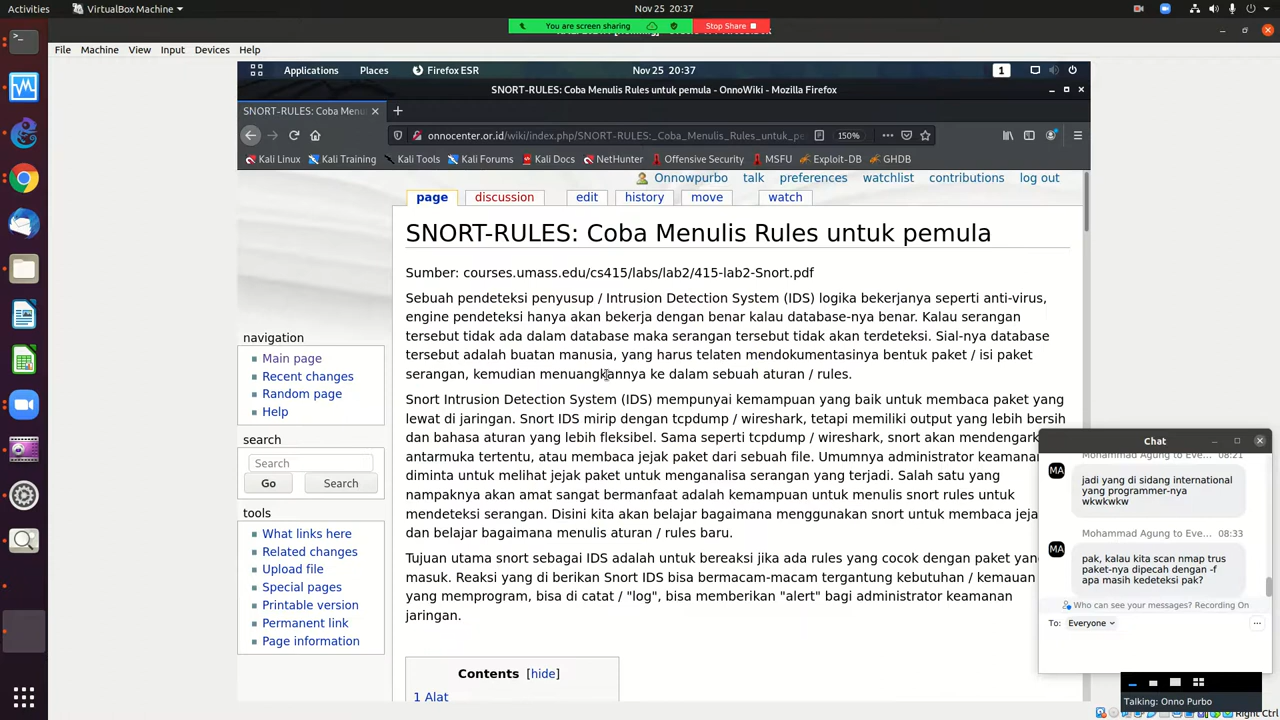 Activities
VirtualBox Machine
Nov 25 20:37
You are screen sharing
Stop Share
File Machine View Input Devices Help
Applications Places Firefox ESR
Nov 25 20:37
1
SNORT-RULES: Coba Menulis Rules untuk pemula - OnnoWiki - Mozilla Firefox
SNORT-RULES: Coba Menu
onnocenter.or.id/wiki/index.php/SNORT-RULES:_Coba_Menulis_Rules_untuk_pe
150%
Kali Linux Kali Training Kali Tools Kali Forums Kali Docs NetHunter Offensive Security MSFU Exploit-DB GHDB
Onnowpurbo talk preferences watchlist contributions log out
page discussion edit history move watch
SNORT-RULES: Coba Menulis Rules untuk pemula
Sumber: courses.umass.edu/cs415/labs/lab2/415-lab2-Snort.pdf
Sebuah pendeteksi penyusup / Intrusion Detection System (IDS) logika bekerjanya seperti anti-virus,
engine pendeteksi hanya akan bekerja dengan benar kalau database-nya benar. Kalau serangan
tersebut tidak ada dalam database maka serangan tersebut tidak akan terdeteksi. Sial-nya database
tersebut adalah buatan manusia, yang harus telaten mendokumentasinya bentuk paket / isi paket
serangan, kemudian menuangkannya ke dalam sebuah aturan / rules.
Snort Intrusion Detection System (IDS) mempunyai kemampuan yang baik untuk membaca paket yang
lewat di jaringan. Snort IDS mirip dengan tcpdump / wireshark, tetapi memiliki output yang lebih bersih
dan bahasa aturan yang lebih fleksibel. Sama seperti tcpdump / wireshark, snort akan mendengark
antarmuka tertentu, atau membaca jejak paket dari sebuah file. Umumnya administrator keamanan
diminta untuk melihat jejak paket untuk menganalisa serangan yang terjadi. Salah satu yang
nampaknya akan amat sangat bermanfaat adalah kemampuan untuk menulis snort rules untuk
mendeteksi serangan. Disini kita akan belajar bagaimana menggunakan snort untuk membaca jeja
dan belajar bagaimana menulis aturan / rules baru.
Tujuan utama snort sebagai IDS adalah untuk bereaksi jika ada rules yang cocok dengan paket yang
masuk. Reaksi yang di berikan Snort IDS bisa bermacam-macam tergantung kebutuhan / kemauan
yang memprogram, bisa di catat / "log", bisa memberikan "alert" bagi administrator keamanan
jaringan.
Contents [hide]
1 Alat
navigation
Main page
Recent changes
Random page
Help
search
Search
Go Search
tools
What links here
Related changes
Upload file
Special pages
Printable version
Permanent link
Page information
Chat
Mohammad Agung to Eve... 08:21
MA
jadi yang di sidang international
yang programmer-nya
wkwkwkw
Mohammad Agung to Eve... 08:33
MA
pak, kalau kita scan nmap trus
paket-nya dipecah dengan -f
apa masih kedeteksi pak?
Who can see your messages? Recording On
To: Everyone
Talking: Onno Purbo
Right Ctrl